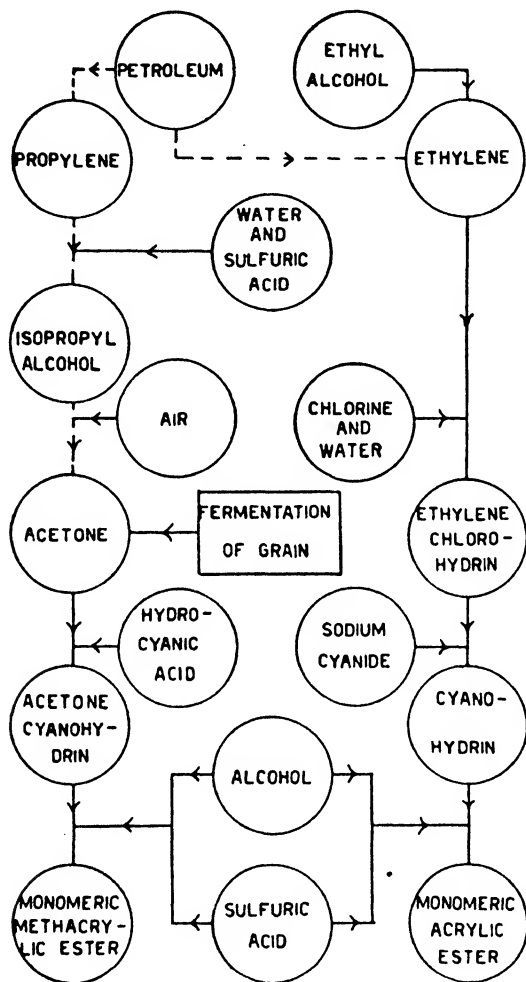 PETROLEUM
ETHYL
ALCOHOL
PROPYLENE
ETHYLENE
WATER
AND
SULFURIC
ACID
ISOPROPYL
ALCOHOL
AIR
CHLORINE
AND
WATER
ACETONE
FERMENTATION
OF GRAIN
ETHYLENE
CHLORO-
HYDRIN
HYDRO-
CYANIC
ACID
SODIUM
CYANIDE
ACETONE
CYANOHY-
DRIN
CYANO-
HYDRIN
ALCOHOL
MONOMERIC
METHACRY-
LIC ESTER
SULFURIC
ACID
MONOMERIC
ACRYLIC
ESTER